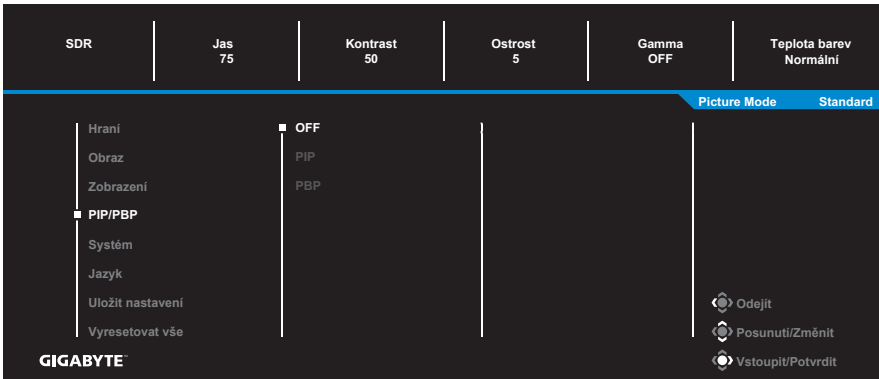 SDR Jas Kontrast Ostrost Gamma Teplota barev
75 50 5 OFF Normální
Picture Mode Standard
Hraní OFF
Obraz PIP
Zobrazení PBP
PIP/PBP
Systém
Jazyk
Uložit nastavení Odejít
Vyresetovat vše Posunutí/Změnit
GIGABYTE™ Vstoupit/Potvrdit